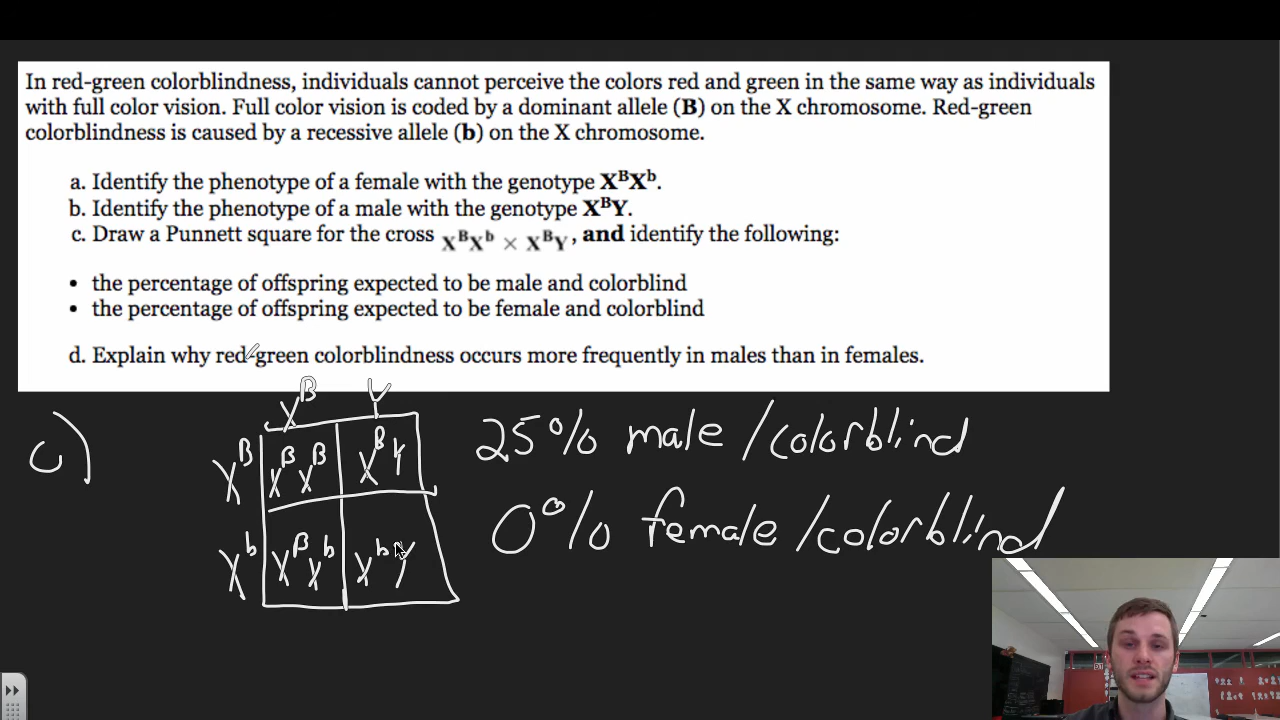 In red-green colorblindness, individuals cannot perceive the colors red and green in the same way as individuals
with full color vision. Full color vision is coded by a dominant allele (B) on the X chromosome. Red-green
colorblindness is caused by a recessive allele (b) on the X chromosome.
a. Identify the phenotype of a female with the genotype XᴮXᵇ.
b. Identify the phenotype of a male with the genotype XᴮY.
c. Draw a Punnett square for the cross XᴮXᵇ × XᴮY, and identify the following:
• the percentage of offspring expected to be male and colorblind
• the percentage of offspring expected to be female and colorblind
d. Explain why red-green colorblindness occurs more frequently in males than in females.
c)
Xᴮ Y
Xᴮ XᴮXᴮ XᴮY
Xᵇ XᴮXᵇ XᵇY
25% male/colorblind
0% female/colorblind